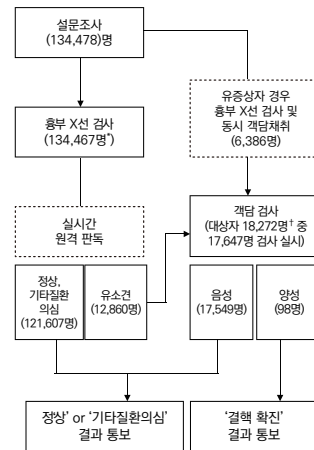 설문조사
(134,478)명
흉부 X선 검사
(134,467명*)
유증상자 경우
흉부 X선 검사 및
동시 객담채취
(6,386명)
실시간
원격 판독
객담 검사
(대상자 18,272명† 중
17,647명 검사 실시)
정상,
기타질환
의심
(121,607명)
유소견
(12,860명)
음성
(17,549명)
양성
(98명)
정상’ or ‘기타질환의심’
결과 통보
‘결핵 확진’
결과 통보